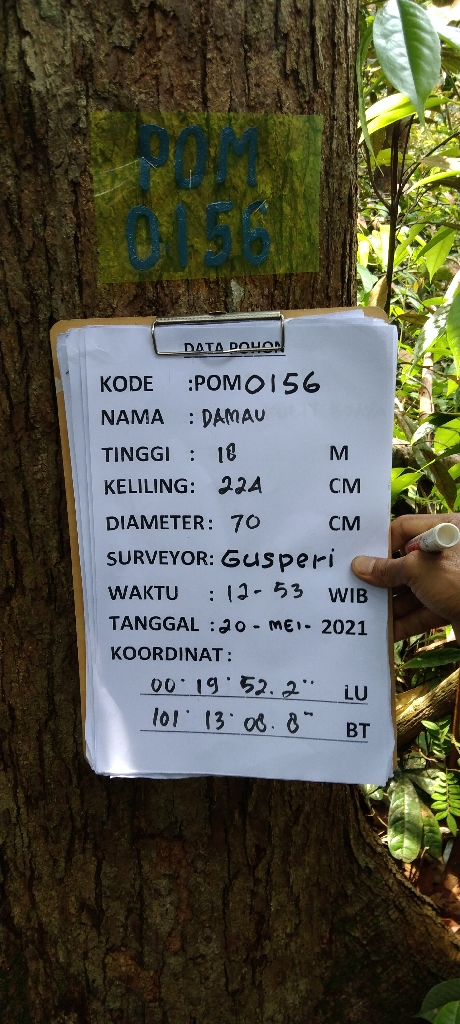 POM
0156
DATA POHON
KODE :POM0156
NAMA : DAMAU
TINGGI : 18 M
KELILING: 224 CM
DIAMETER: 70 CM
SURVEYOR: Gusperi
WAKTU : 12-53 WIB
TANGGAL :20-MEI-2021
KOORDINAT:
00° 19' 52.2" LU
101° 13' 08.8" BT